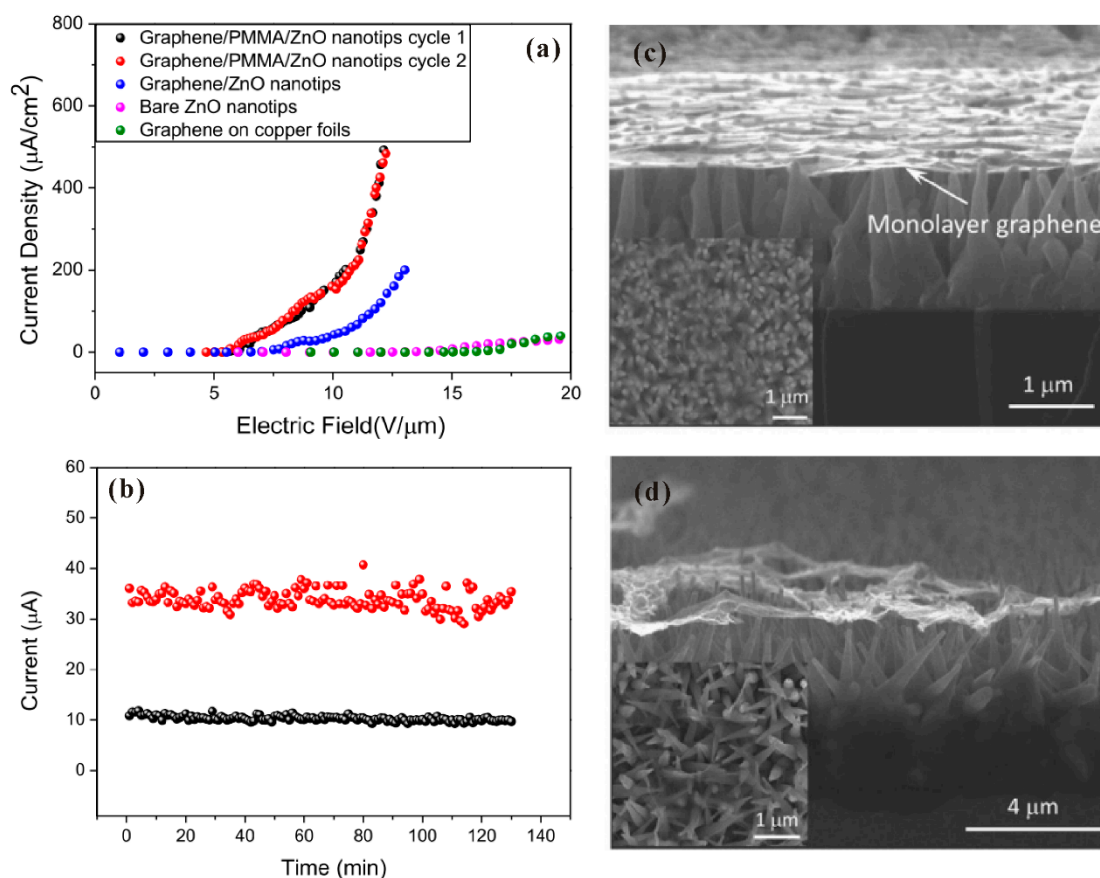 (a)
Graphene/PMMA/ZnO nanotips cycle 1
Graphene/PMMA/ZnO nanotips cycle 2
Graphene/ZnO nanotips
Bare ZnO nanotips
Graphene on copper foils
800
600
400
200
0
Current Density (μA/cm2)
0 5 10 15 20
Electric Field(V/μm)
(b)
60
50
40
30
20
10
0
Current (μA)
0 20 40 60 80 100 120 140
Time (min)
(c)
Monolayer graphene
1 μm
1 μm
(d)
1 μm
4 μm